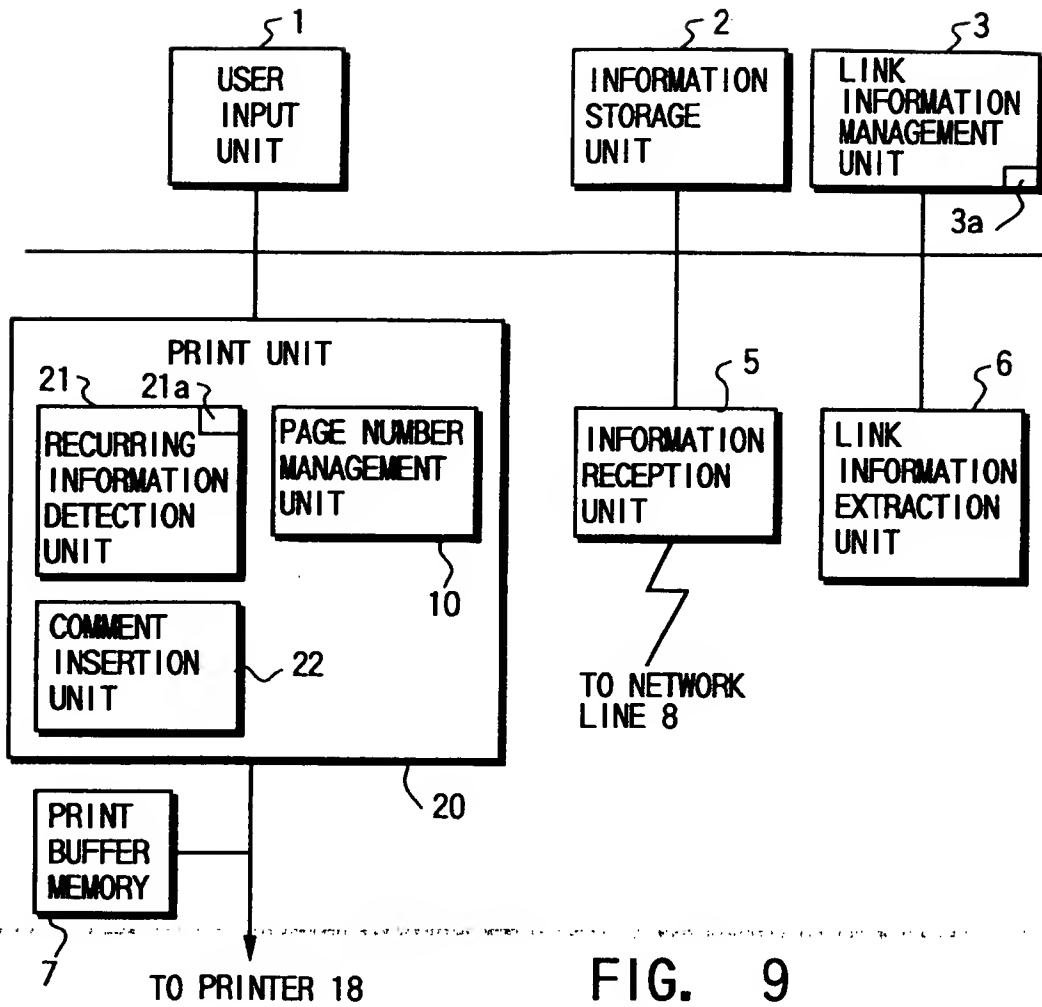 1
USER
INPUT
UNIT
2
INFORMATION
STORAGE
UNIT
3
LINK
INFORMATION
MANAGEMENT
UNIT
3a
PRINT UNIT
21
21a
RECURRING
INFORMATION
DETECTION
UNIT
PAGE NUMBER
MANAGEMENT
UNIT
10
COMMENT
INSERTION
UNIT
22
20
5
INFORMATION
RECEPTION
UNIT
TO NETWORK
LINE 8
6
LINK
INFORMATION
EXTRACTION
UNIT
PRINT
BUFFER
MEMORY
7
TO PRINTER 18
FIG. 9